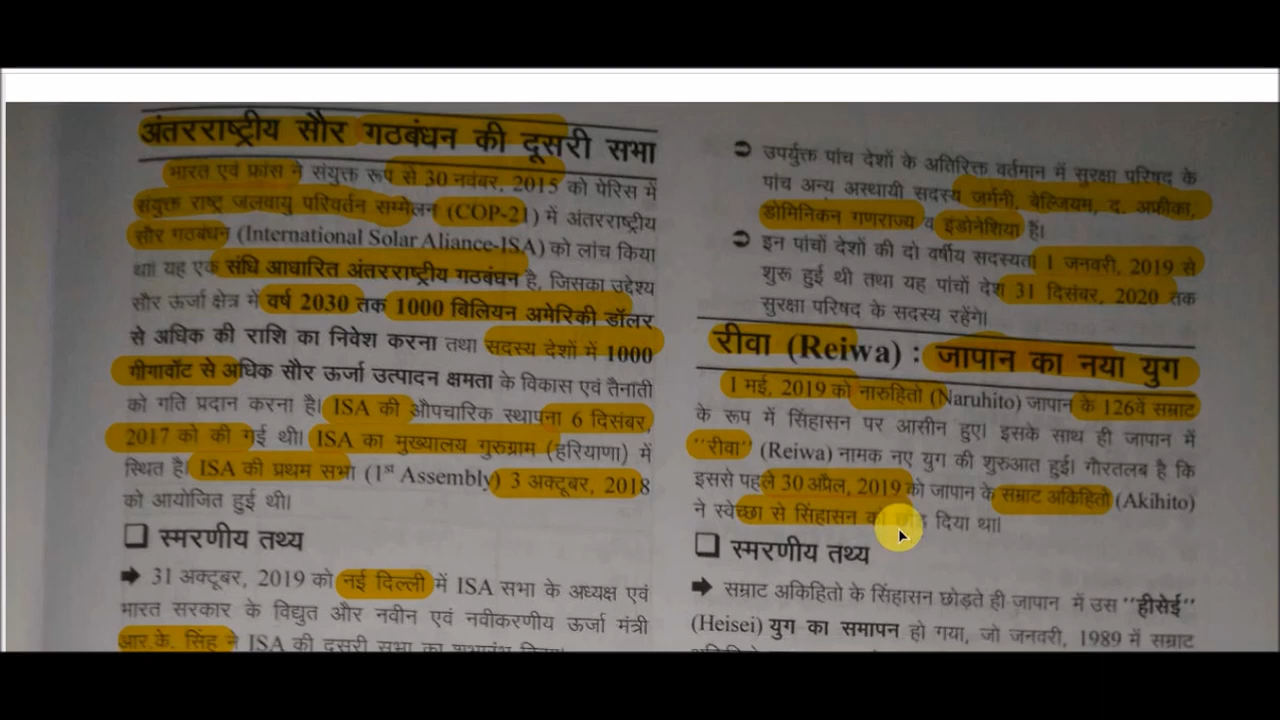 अंतरराष्ट्रीय सौर गठबंधन की दूसरी सभा
भारत एवं फ्रांस ने संयुक्त रूप से 30 नवंबर, 2015 को पेरिस में
संयुक्त राष्ट्र जलवायु परिवर्तन सम्मेलन (COP-21) में अंतरराष्ट्रीय
सौर गठबंधन (International Solar Aliance-ISA) को लांच किया
था। यह एक संधि आधारित अंतरराष्ट्रीय गठबंधन है, जिसका उद्देश्य
सौर ऊर्जा क्षेत्र में वर्ष 2030 तक 1000 बिलियन अमेरिकी डॉलर
से अधिक की राशि का निवेश करना तथा सदस्य देशों में 1000
गीगावॉट से अधिक सौर ऊर्जा उत्पादन क्षमता के विकास एवं तैनाती
को गति प्रदान करना है। ISA की औपचारिक स्थापना 6 दिसंबर,
2017 को की गई थी। ISA का मुख्यालय गुरुग्राम (हरियाणा) में
स्थित है। ISA की प्रथम सभा (1st Assembly) 3 अक्टूबर, 2018
को आयोजित हुई थी।
❑ स्मरणीय तथ्य
➡ 31 अक्टूबर, 2019 को नई दिल्ली में ISA सभा के अध्यक्ष एवं
भारत सरकार के विद्युत और नवीन एवं नवीकरणीय ऊर्जा मंत्री
आर.के. सिंह ने ISA की दूसरी सभा का शुभारंभ किया।
➲ उपर्युक्त पांच देशों के अतिरिक्त वर्तमान में सुरक्षा परिषद के
पांच अन्य अस्थायी सदस्य जर्मनी, बेल्जियम, द. अफ्रीका,
डोमिनिकन गणराज्य व इंडोनेशिया हैं।
➲ इन पांचों देशों की दो वर्षीय सदस्यता 1 जनवरी, 2019 से
शुरू हुई थी तथा यह पांचों देश 31 दिसंबर, 2020 तक
सुरक्षा परिषद के सदस्य रहेंगे।
रीवा (Reiwa) : जापान का नया युग
1 मई, 2019 को नारुहितो (Naruhito) जापान के 126वें सम्राट
के रूप में सिंहासन पर आसीन हुए। इसके साथ ही जापान में
''रीवा'' (Reiwa) नामक नए युग की शुरुआत हुई। गौरतलब है कि
इससे पहले 30 अप्रैल, 2019 को जापान के सम्राट अकिहितो (Akihito)
ने स्वेच्छा से सिंहासन को दिया था।
❑ स्मरणीय तथ्य
➡ सम्राट अकिहितो के सिंहासन छोड़ते ही जापान में उस ''हीसेई''
(Heisei) युग का समापन हो गया, जो जनवरी, 1989 में सम्राट